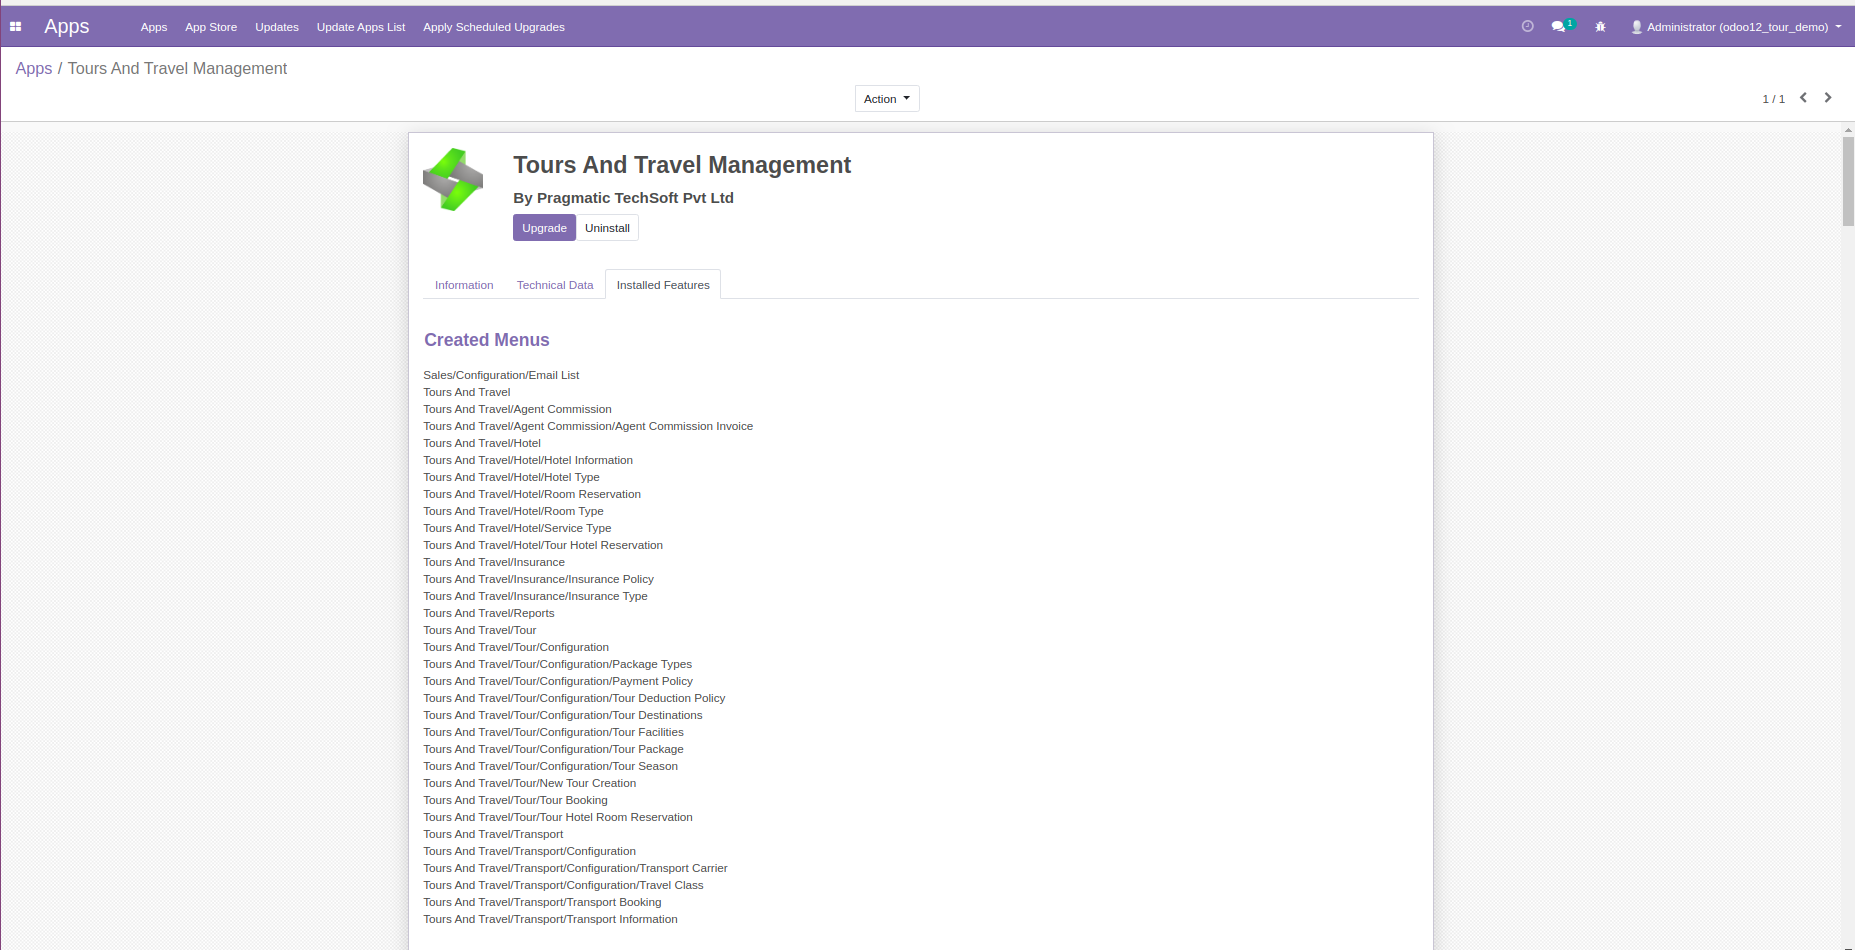 Apps Apps App Store Updates Update Apps List Apply Scheduled Upgrades 1 Administrator (odoo12_tour_demo)
Apps / Tours And Travel Management
Action 1 / 1
Tours And Travel Management
By Pragmatic TechSoft Pvt Ltd
Upgrade Uninstall
Information Technical Data Installed Features
Created Menus
Sales/Configuration/Email List
Tours And Travel
Tours And Travel/Agent Commission
Tours And Travel/Agent Commission/Agent Commission Invoice
Tours And Travel/Hotel
Tours And Travel/Hotel/Hotel Information
Tours And Travel/Hotel/Hotel Type
Tours And Travel/Hotel/Room Reservation
Tours And Travel/Hotel/Room Type
Tours And Travel/Hotel/Service Type
Tours And Travel/Hotel/Tour Hotel Reservation
Tours And Travel/Insurance
Tours And Travel/Insurance/Insurance Policy
Tours And Travel/Insurance/Insurance Type
Tours And Travel/Reports
Tours And Travel/Tour
Tours And Travel/Tour/Configuration
Tours And Travel/Tour/Configuration/Package Types
Tours And Travel/Tour/Configuration/Payment Policy
Tours And Travel/Tour/Configuration/Tour Deduction Policy
Tours And Travel/Tour/Configuration/Tour Destinations
Tours And Travel/Tour/Configuration/Tour Facilities
Tours And Travel/Tour/Configuration/Tour Package
Tours And Travel/Tour/Configuration/Tour Season
Tours And Travel/Tour/New Tour Creation
Tours And Travel/Tour/Tour Booking
Tours And Travel/Tour/Tour Hotel Room Reservation
Tours And Travel/Transport
Tours And Travel/Transport/Configuration
Tours And Travel/Transport/Configuration/Transport Carrier
Tours And Travel/Transport/Configuration/Travel Class
Tours And Travel/Transport/Transport Booking
Tours And Travel/Transport/Transport Information